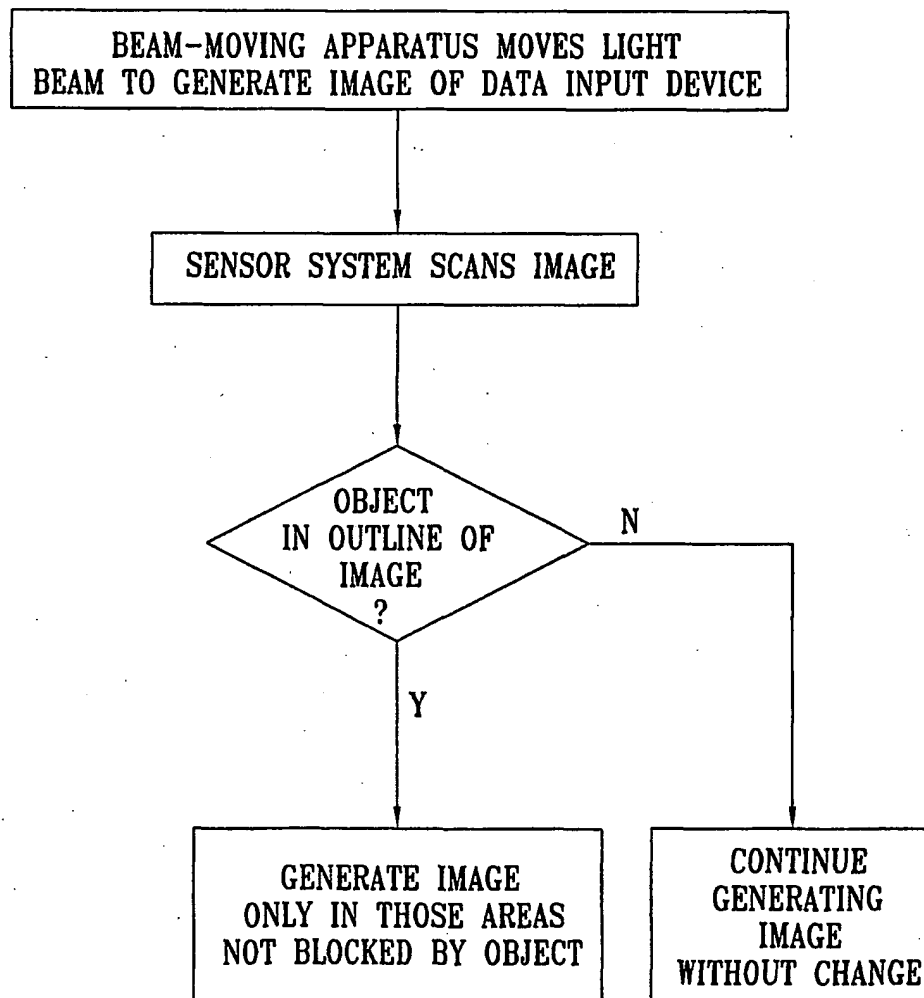 BEAM-MOVING APPARATUS MOVES LIGHT
BEAM TO GENERATE IMAGE OF DATA INPUT DEVICE
SENSOR SYSTEM SCANS IMAGE
OBJECT
IN OUTLINE OF
IMAGE
?
N
Y
GENERATE IMAGE
ONLY IN THOSE AREAS
NOT BLOCKED BY OBJECT
CONTINUE
GENERATING
IMAGE
WITHOUT CHANGE